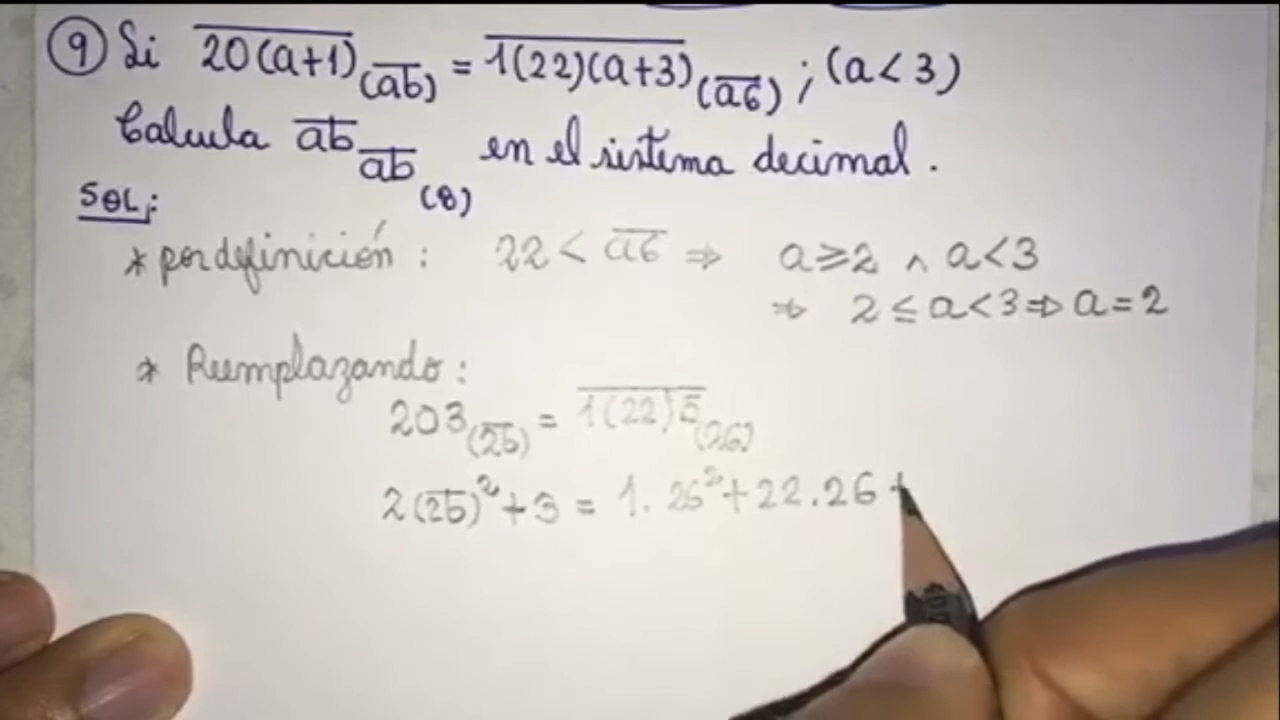 ⑨ Si 20(a+1)(ab) = 1(22)(a+3)(a6) ; (a<3)
Calcula ab ab (8) en el sistema decimal.
SOL:
* por definición : 22 < a6 ⇒ a≥2 ∧ a<3
⇒ 2 ≤ a<3 ⇒ a=2
* Reemplazando :
203(2b) = 1(22)5(26)
2(2b)² + 3 = 1. 26² + 22.26 +